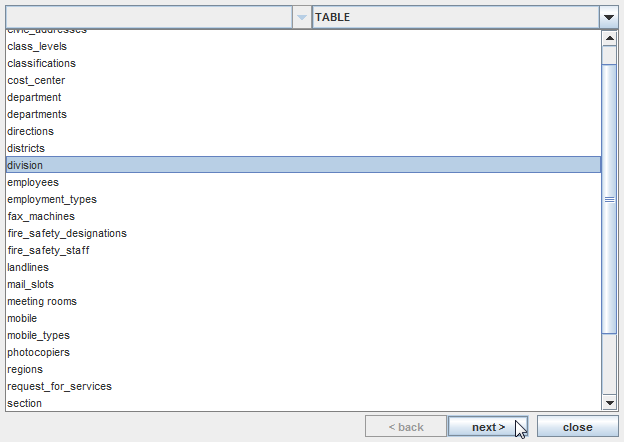 TABLE
civic_addresses
class_levels
classifications
cost_center
department
departments
directions
districts
division
employees
employment_types
fax_machines
fire_safety_designations
fire_safety_staff
landlines
mail_slots
meeting rooms
mobile
mobile_types
photocopiers
regions
request_for_services
section
< back next > close